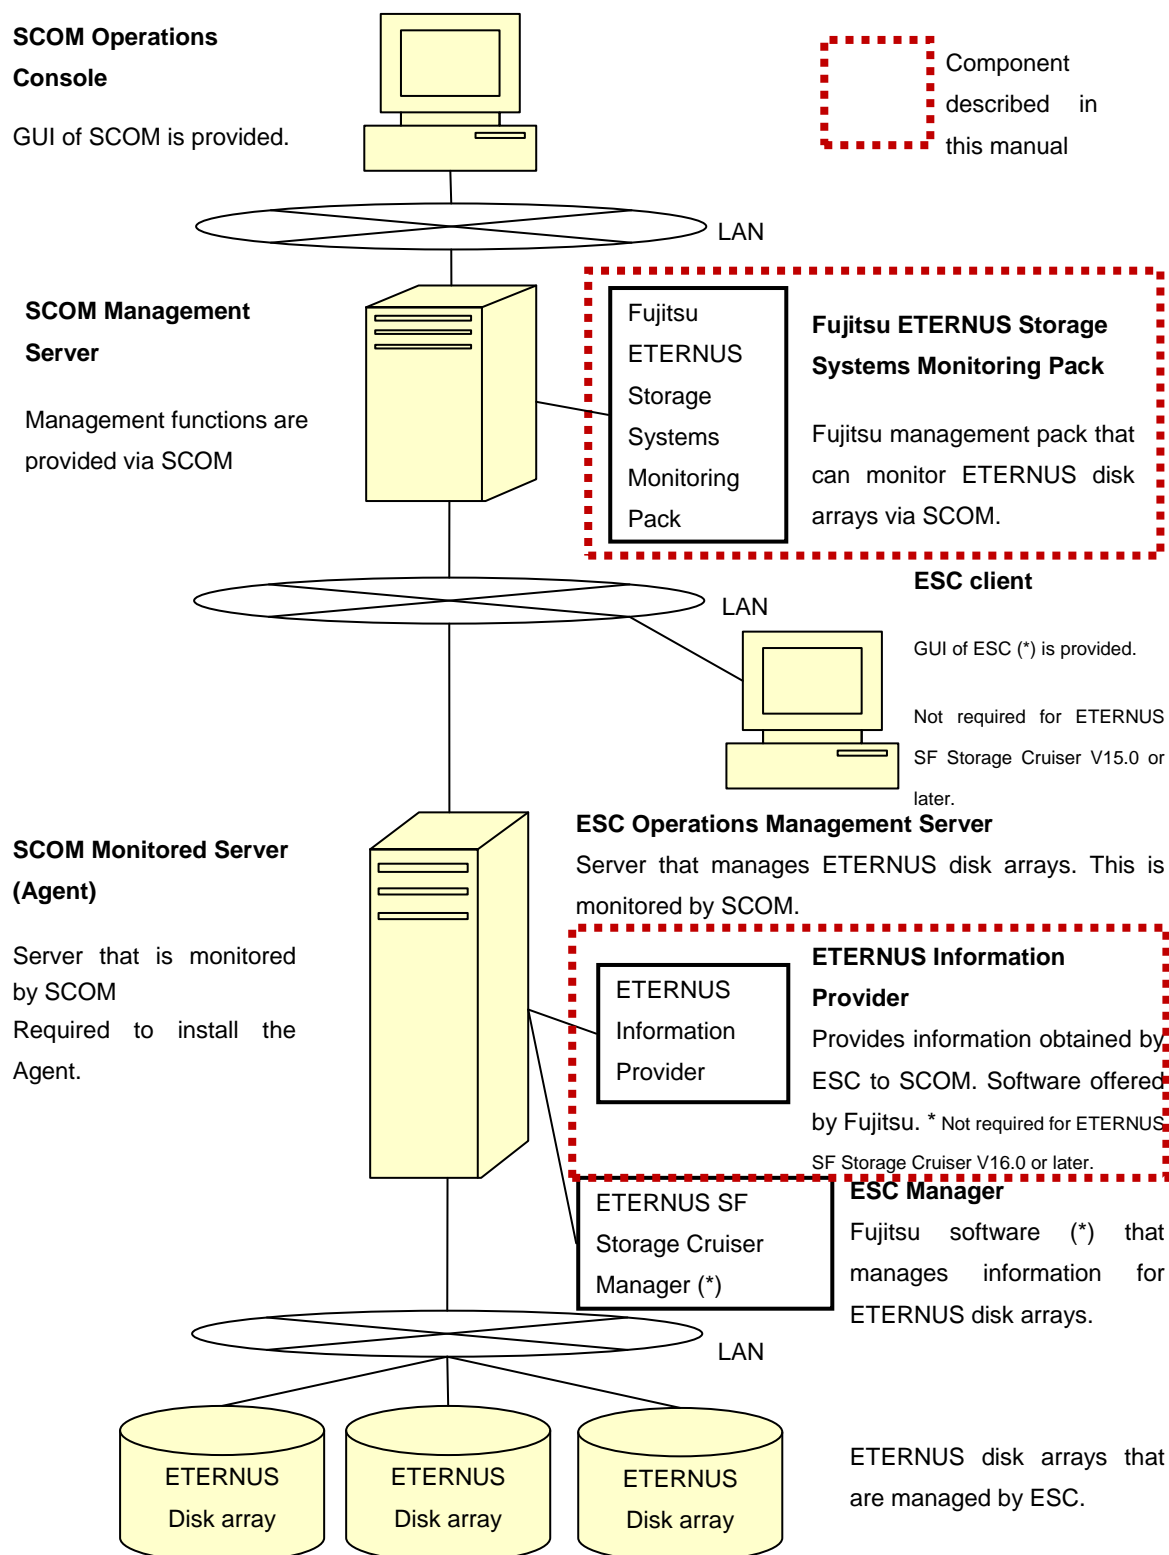 SCOM Operations
Console
GUI of SCOM is provided.
Component
described in
this manual
LAN
SCOM Management
Server
Management functions are
provided via SCOM
Fujitsu
ETERNUS
Storage
Systems
Monitoring
Pack
Fujitsu ETERNUS Storage
Systems Monitoring Pack
Fujitsu management pack that
can monitor ETERNUS disk
arrays via SCOM.
LAN
ESC client
GUI of ESC (*) is provided.
Not required for ETERNUS
SF Storage Cruiser V15.0 or
later.
SCOM Monitored Server
(Agent)
Server that is monitored
by SCOM
Required to install the
Agent.
ESC Operations Management Server
Server that manages ETERNUS disk arrays. This is
monitored by SCOM.
ETERNUS
Information
Provider
ETERNUS Information
Provider
Provides information obtained by
ESC to SCOM. Software offered
by Fujitsu. * Not required for ETERNUS
SF Storage Cruiser V16.0 or later.
ETERNUS SF
Storage Cruiser
Manager (*)
ESC Manager
Fujitsu software (*) that
manages information for
ETERNUS disk arrays.
LAN
ETERNUS
Disk array
ETERNUS
Disk array
ETERNUS
Disk array
ETERNUS disk arrays that
are managed by ESC.